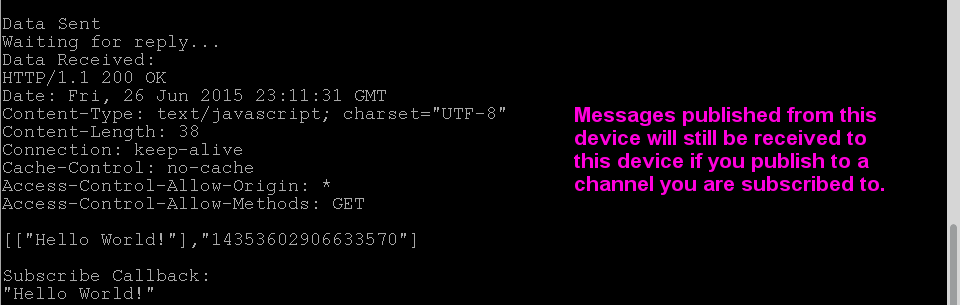 Data Sent
Waiting for reply...
Data Received:
HTTP/1.1 200 OK
Date: Fri, 26 Jun 2015 23:11:31 GMT
Content-Type: text/javascript; charset="UTF-8"
Content-Length: 38
Connection: keep-alive
Cache-Control: no-cache
Access-Control-Allow-Origin: *
Access-Control-Allow-Methods: GET
[["Hello World!"],"14353602906633570"]
Subscribe Callback:
"Hello World!"
Messages published from this
device will still be received to
this device if you publish to a
channel you are subscribed to.